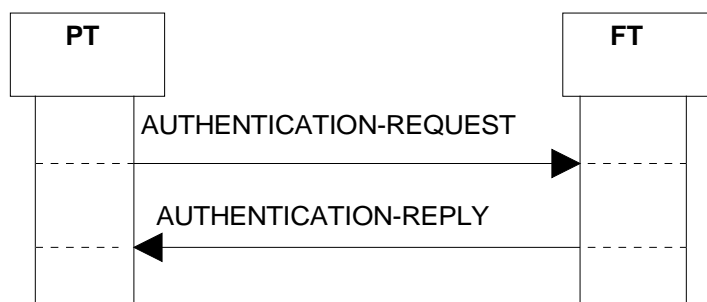 PT
FT
AUTHENTICATION-REQUEST
AUTHENTICATION-REPLY